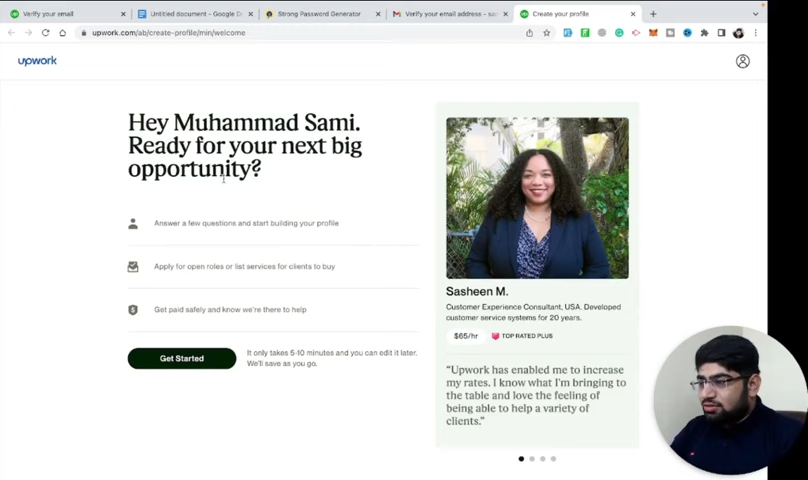 Verify your email
Untitled document - Google D
Strong Password Generator
Verify your email address - sa
Create your profile
upwork.com/ab/create-profile/min/welcome
upwork
Hey Muhammad Sami.
Ready for your next big
opportunity?
Answer a few questions and start building your profile
Apply for open roles or list services for clients to buy
Get paid safely and know we're there to help
Get Started
It only takes 5-10 minutes and you can edit it later.
We'll save as you go.
Sasheen M.
Customer Experience Consultant, USA. Developed
customer service systems for 20 years.
$65/hr
TOP RATED PLUS
“Upwork has enabled me to increase
my rates. I know what I'm bringing to
the table and love the feeling of
being able to help a variety of
clients.”